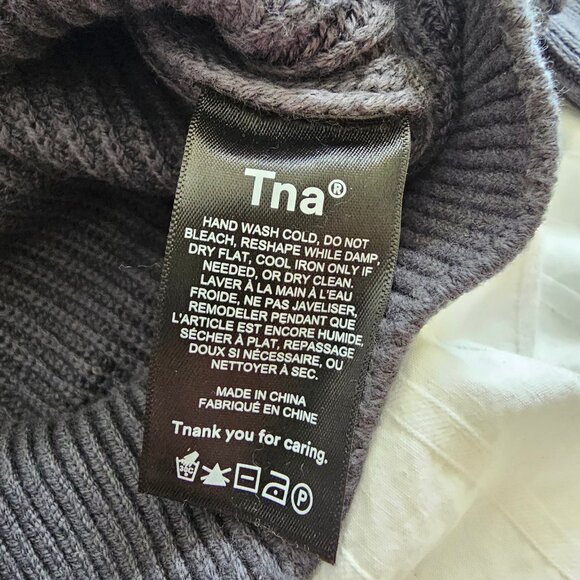 Tna®
HAND WASH COLD, DO NOT
BLEACH, RESHAPE WHILE DAMP,
DRY FLAT, COOL IRON ONLY IF
NEEDED, OR DRY CLEAN.
LAVER À LA MAIN À L'EAU
FROIDE, NE PAS JAVELISER,
REMODELER PENDANT QUE
L'ARTICLE EST ENCORE HUMIDE,
SÉCHER À PLAT, REPASSAGE
DOUX SI NÉCESSAIRE, OU
NETTOYER À SEC.
MADE IN CHINA
FABRIQUÉ EN CHINE
Tnank you for caring.
30C P